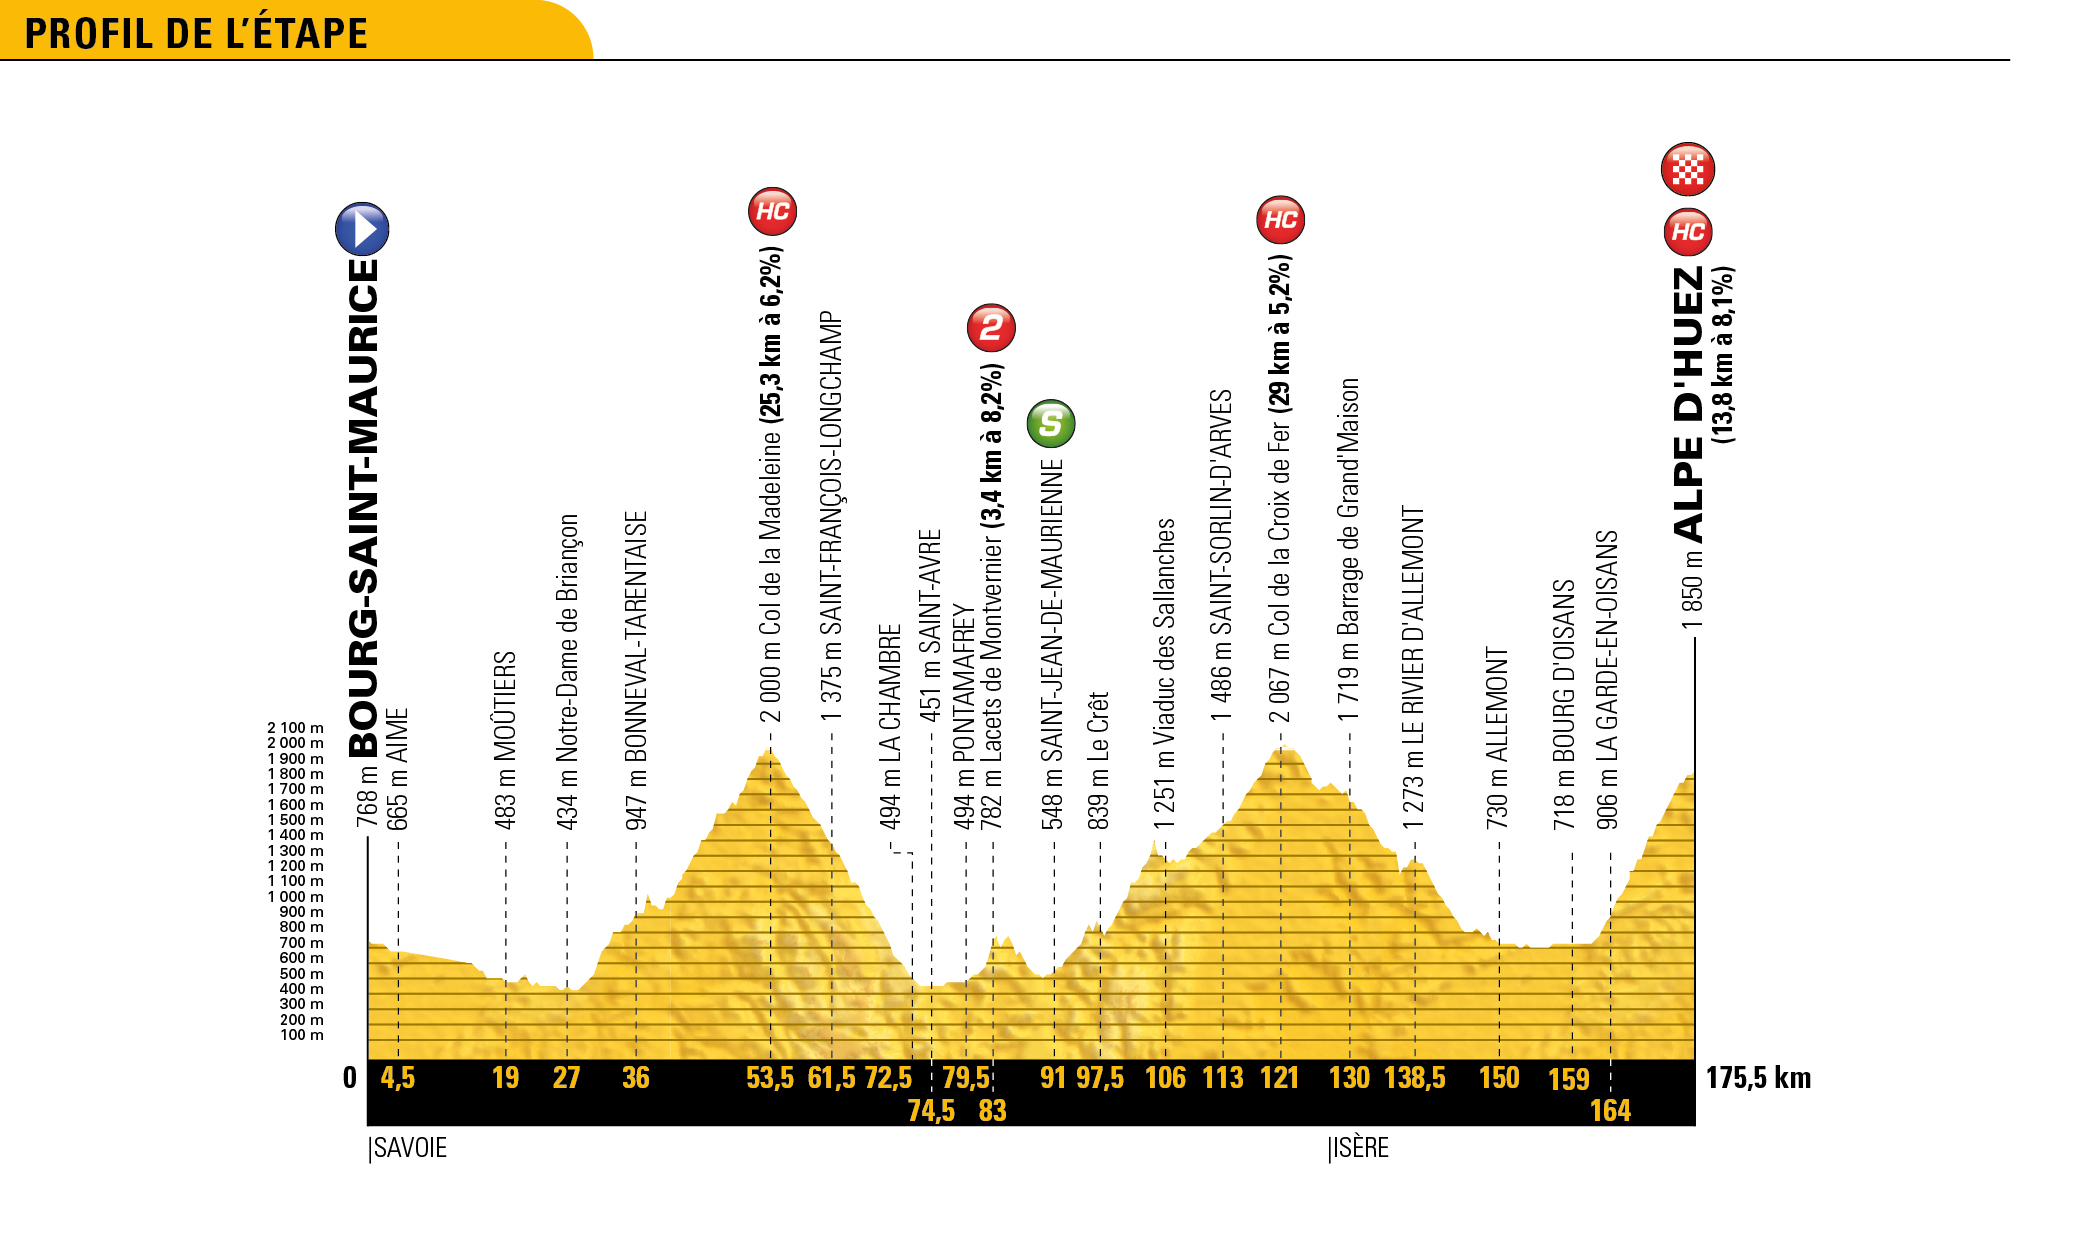 PROFIL DE L’ÉTAPE
768 m BOURG-SAINT-MAURICE
665 m AIME
483 m MOÛTIERS
434 m Notre-Dame de Briançon
947 m BONNEVAL-TARENTAISE
HC
2 000 m Col de la Madeleine (25,3 km à 6,2%)
1 375 m SAINT-FRANÇOIS-LONGCHAMP
494 m LA CHAMBRE
451 m SAINT-AVRE
494 m PONTAMAFREY
2
782 m Lacets de Montvernier (3,4 km à 8,2%)
S
548 m SAINT-JEAN-DE-MAURIENNE
839 m Le Crêt
1 251 m Viaduc des Sallanches
1 486 m SAINT-SORLIN-D'ARVES
HC
2 067 m Col de la Croix de Fer (29 km à 5,2%)
1 719 m Barrage de Grand'Maison
1 273 m LE RIVIER D'ALLEMONT
730 m ALLEMONT
718 m BOURG D'OISANS
906 m LA GARDE-EN-OISANS
HC
1 850 m ALPE D'HUEZ
(13,8 km à 8,1%)
2 100 m
2 000 m
1 900 m
1 800 m
1 700 m
1 600 m
1 500 m
1 400 m
1 300 m
1 200 m
1 100 m
1 000 m
900 m
800 m
700 m
600 m
500 m
400 m
300 m
200 m
100 m
0 4,5 19 27 36 53,5 61,5 72,5 79,5 91 97,5 106 113 121 130 138,5 150 159 175,5 km
74,5 83 164
|SAVOIE |ISÈRE